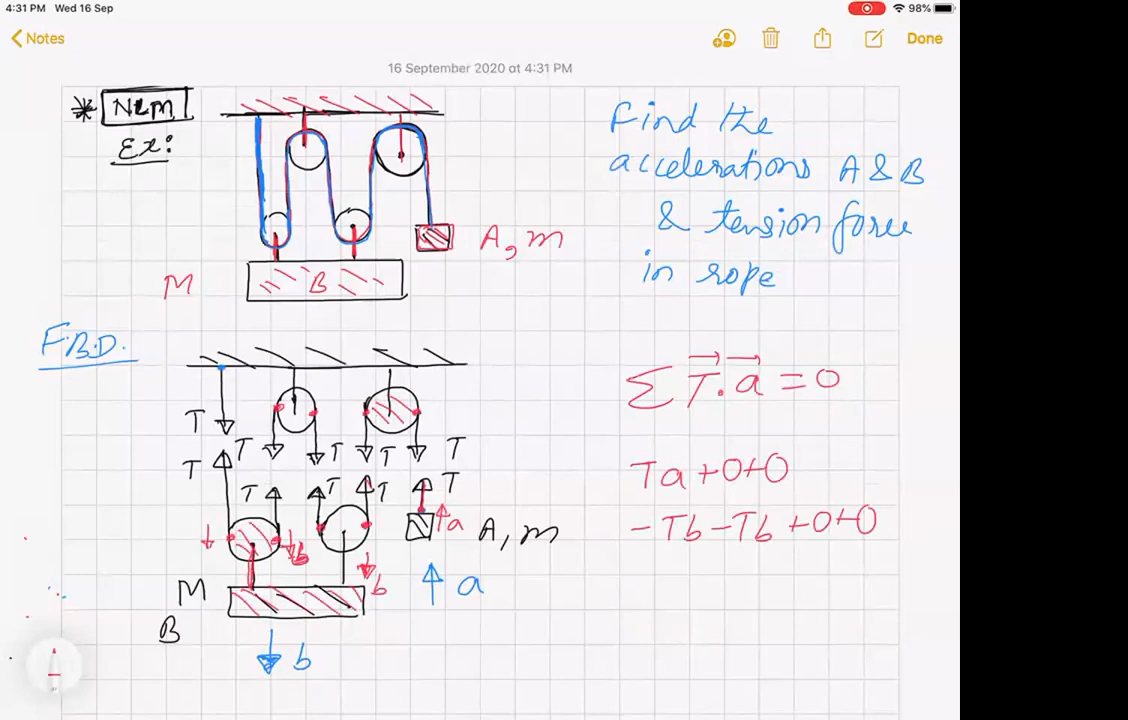 4:31 PM Wed 16 Sep
98%
Notes
Done
16 September 2020 at 4:31 PM
* NLM
Ex:
Find the
accelerations A & B
& tension force
in rope
A, m
M
B
F.B.D.
Σ T . a = 0
T
T T T T T
T T T T T
Ta + 0 + 0
- Tb - Tb + 0 + 0
a
A, m
b
b
M
a
B
b